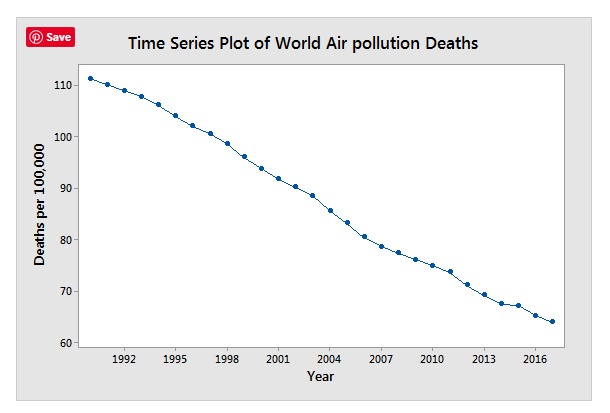 Save
Time Series Plot of World Air pollution Deaths
110
100
90
80
70
60
Deaths per 100,000
1992 1995 1998 2001 2004 2007 2010 2013 2016
Year